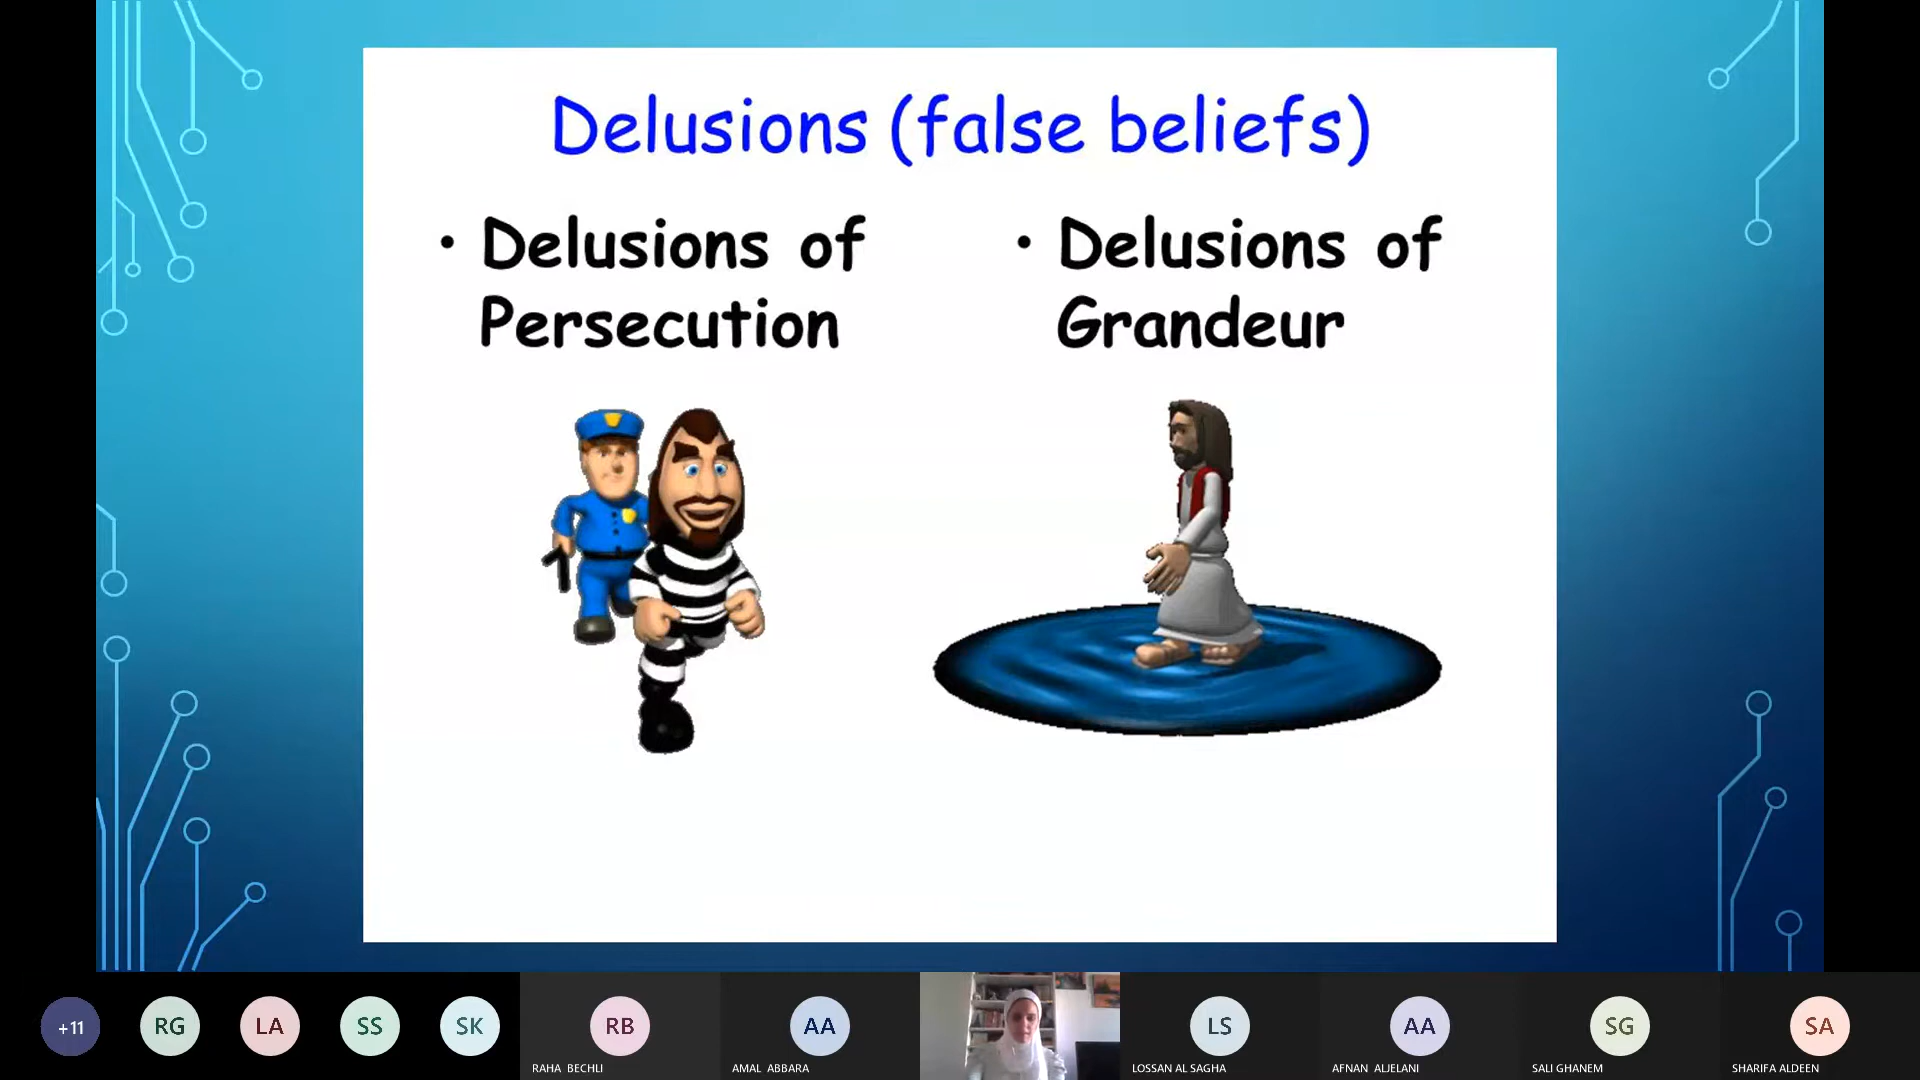 Delusions (false beliefs)
• Delusions of
Persecution
• Delusions of
Grandeur
+11
RG
LA
SS
SK
RB
AA
LS
AA
SG
SA
RAHA BECHLI
AMAL ABBARA
LOSSAN AL SAGHA
AFNAN ALJELANI
SALI GHANEM
SHARIFA ALDEEN